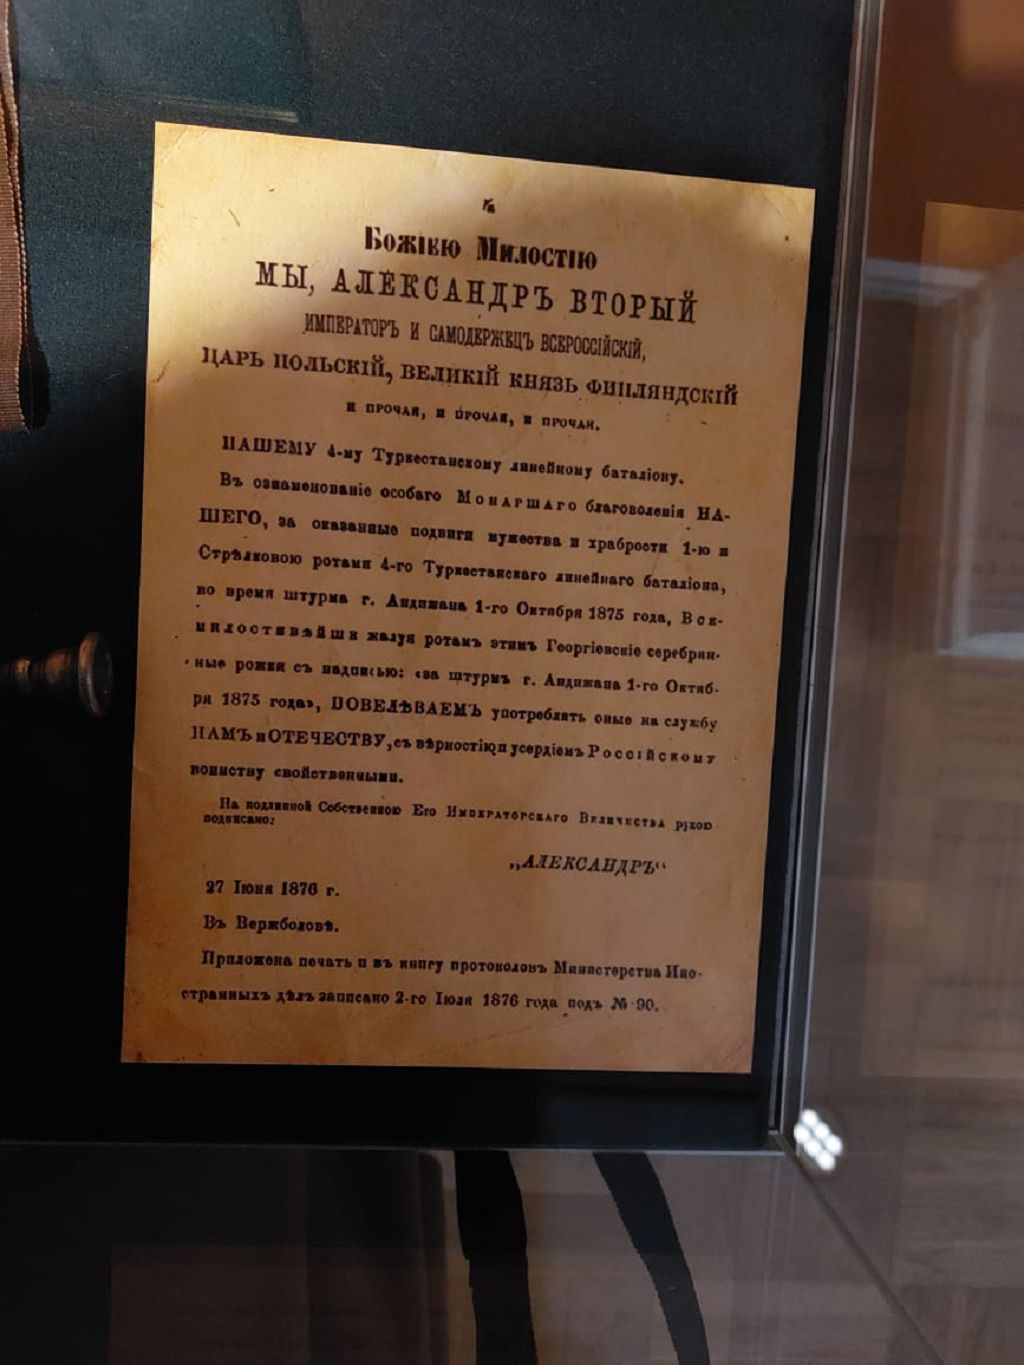 Божіею Милостію
МЫ, АЛЕКСАНДРЪ ВТОРЫЙ
ИМПЕРАТОРЪ И САМОДЕРЖЕЦЪ ВСЕРОССІЙСКІЙ,
ЦАРЬ ПОЛЬСКІЙ, ВЕЛИКІЙ КНЯЗЬ ФИНЛЯНДСКІЙ
И ПРОЧАЯ, И ПРОЧАЯ, И ПРОЧАЯ.
НАШЕМУ 4-му Туркестанскому линейному баталіону.
Въ ознаменованіе особаго Монаршаго благоволенія НА-
ШЕГО, за оказанные подвиги мужества и храбрости 1-ю и
Стрѣлковою ротами 4-го Туркестанскаго линейнаго баталіона,
во время штурма г. Андижана 1-го Октября 1875 года, Все-
милостивѣйше жалуя ротамъ этимъ Георгіевскіе серебрян-
ные рожки съ надписью: «за штурмъ г. Андижана 1-го Октяб-
ря 1875 года», ПОВЕЛѢВАЕМЪ употреблять оные на службу
НАМЪ и ОТЕЧЕСТВУ, съ вѣрностію и усердіемъ Россійскому
воинству свойственными.
На подлинной Собственною Его Императорскаго Величества рукою
подписано:
„АЛЕКСАНДРЪ“
27 Іюня 1876 г.
Въ Вержболовѣ.
Приложена печать и въ книгу протоколовъ Министерства Ино-
странныхъ дѣлъ записано 2-го Іюля 1876 года подъ № 90.